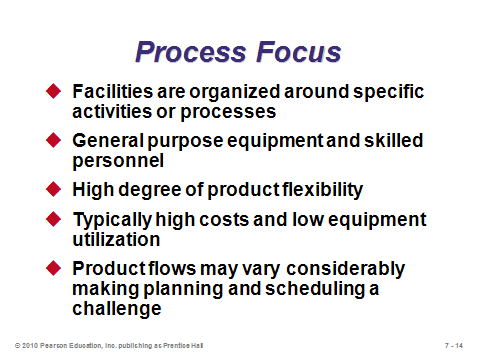 Process Focus
Facilities are organized around specific
activities or processes
General purpose equipment and skilled
personnel
High degree of product flexibility
Typically high costs and low equipment
utilization
Product flows may vary considerably
making planning and scheduling a
challenge
© 2010 Pearson Education, Inc. publishing as Prentice Hall
7 - 14